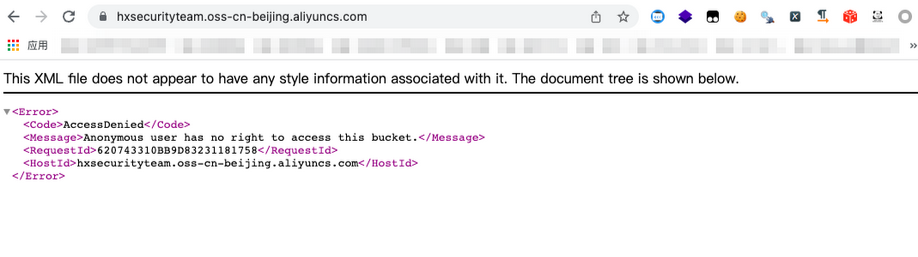 hxsecurityteam.oss-cn-beijing.aliyuncs.com
应用
This XML file does not appear to have any style information associated with it. The document tree is shown below.
<Error>
<Code>AccessDenied</Code>
<Message>Anonymous user has no right to access this bucket.</Message>
<RequestId>620743310BB9D83231181758</RequestId>
<HostId>hxsecurityteam.oss-cn-beijing.aliyuncs.com</HostId>
</Error>